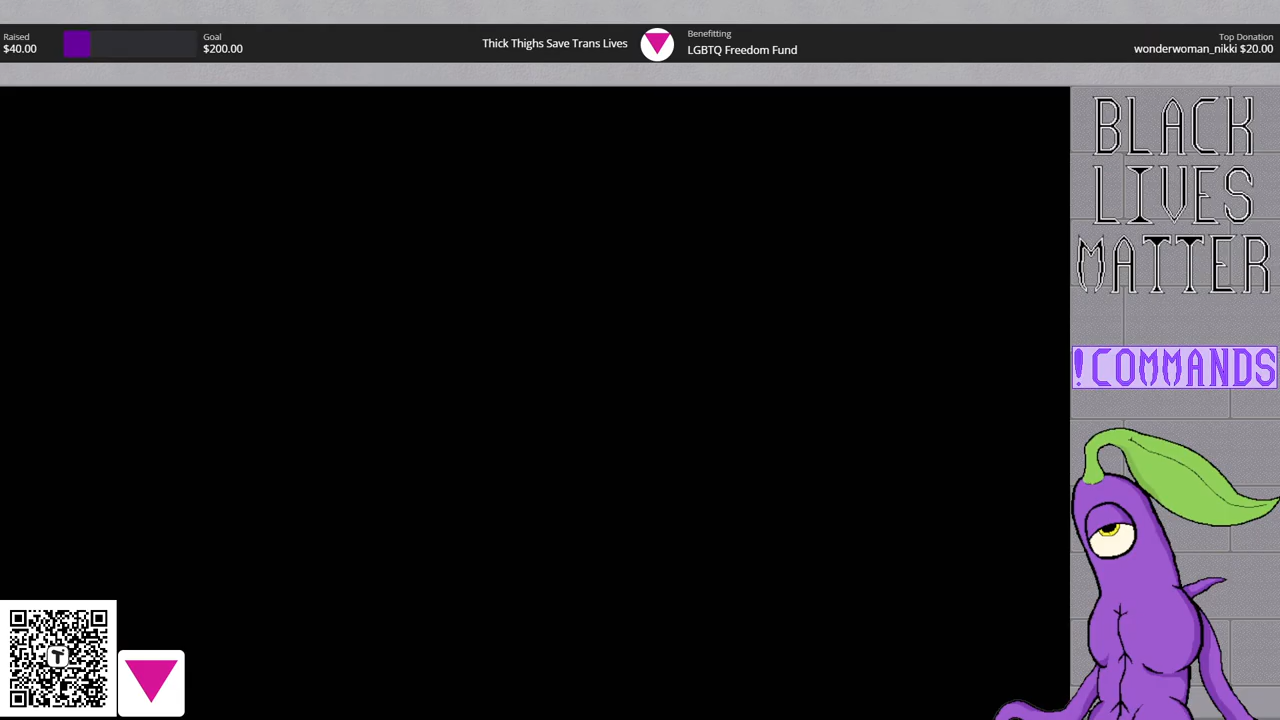 Raised
$40.00
Goal
$200.00
Thick Thighs Save Trans Lives
Benefitting
LGBTQ Freedom Fund
Top Donation
wonderwoman_nikki $20.00
BLACK
LIVES
MATTER
!COMMANDS
T